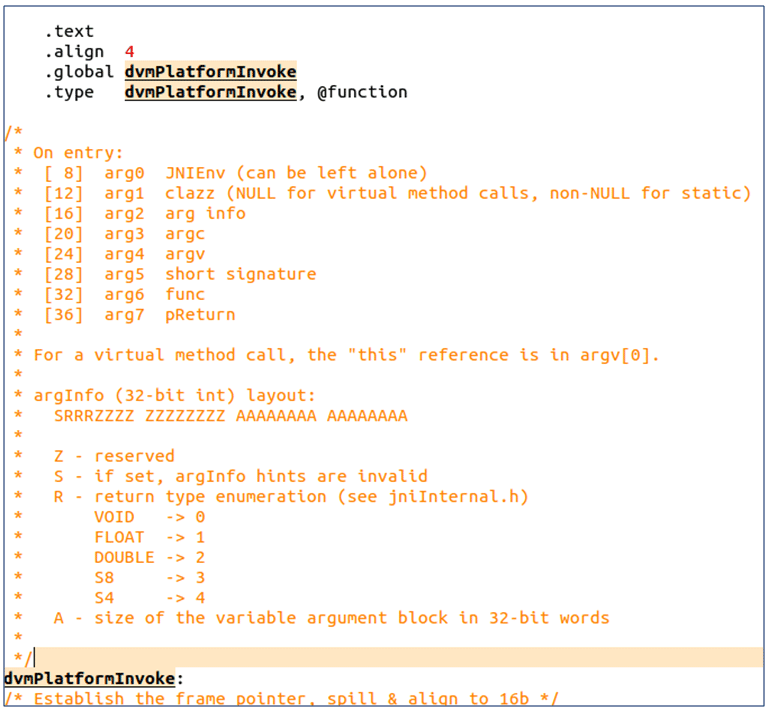 .text
.align 4
.global dvmPlatformInvoke
.type dvmPlatformInvoke, @function
/*
* On entry:
* [ 8] arg0 JNIEnv (can be left alone)
* [12] arg1 clazz (NULL for virtual method calls, non-NULL for static)
* [16] arg2 arg info
* [20] arg3 argc
* [24] arg4 argv
* [28] arg5 short signature
* [32] arg6 func
* [36] arg7 pReturn
*
* For a virtual method call, the "this" reference is in argv[0].
*
* argInfo (32-bit int) layout:
* SRRRZZZZ ZZZZZZZZ AAAAAAAA AAAAAAAA
*
* Z - reserved
* S - if set, argInfo hints are invalid
* R - return type enumeration (see jniInternal.h)
* VOID -> 0
* FLOAT -> 1
* DOUBLE -> 2
* S8 -> 3
* S4 -> 4
* A - size of the variable argument block in 32-bit words
*
*/
dvmPlatformInvoke:
/* Establish the frame pointer, spill & align to 16b */